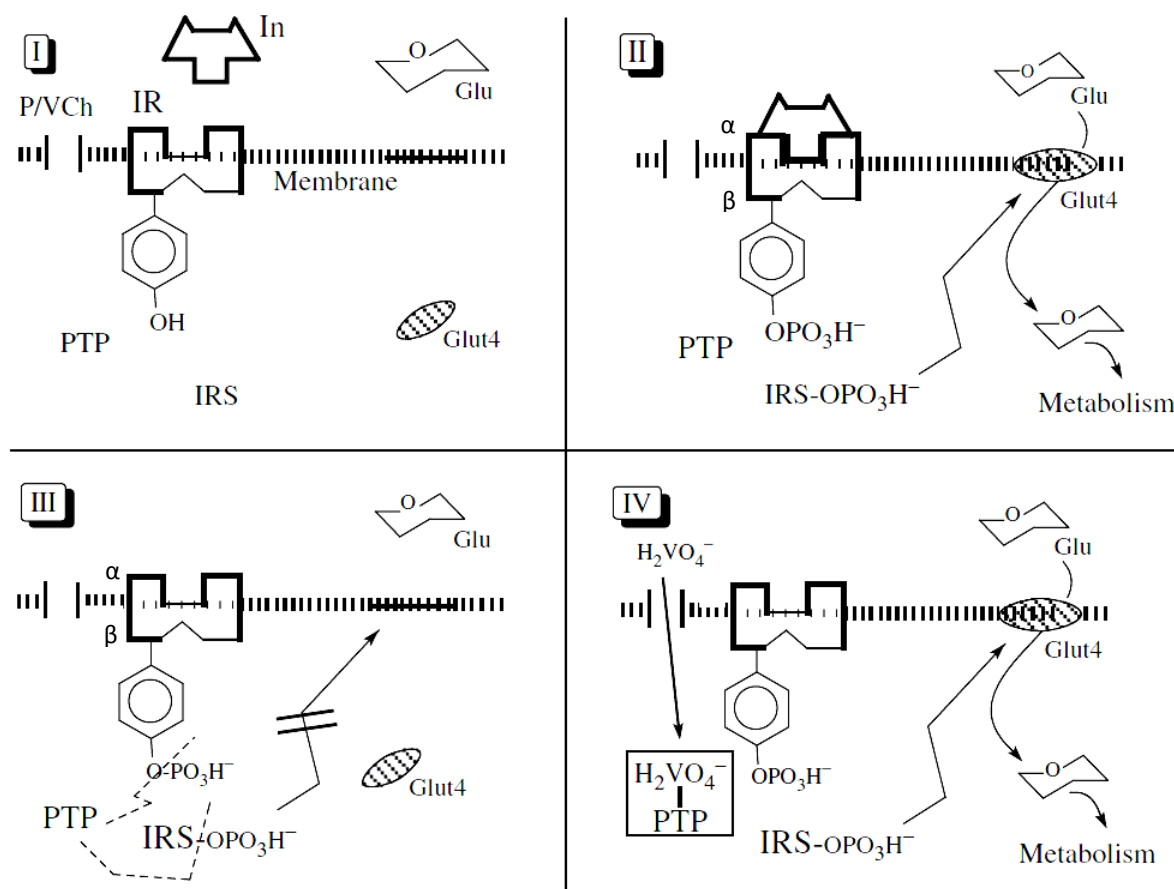 I
In
O
Glu
P/VCh
IR
Membrane
OH
PTP
Glut4
IRS
II
O
Glu
α
β
Glut4
OPO₃H⁻
PTP
O
IRS-OPO₃H⁻
Metabolism
III
O
Glu
α
β
O-PO₃H⁻
Glut4
PTP
IRS-OPO₃H⁻
IV
O
H₂VO₄⁻
Glu
Glut4
H₂VO₄⁻
OPO₃H⁻
O
PTP
IRS-OPO₃H⁻
Metabolism